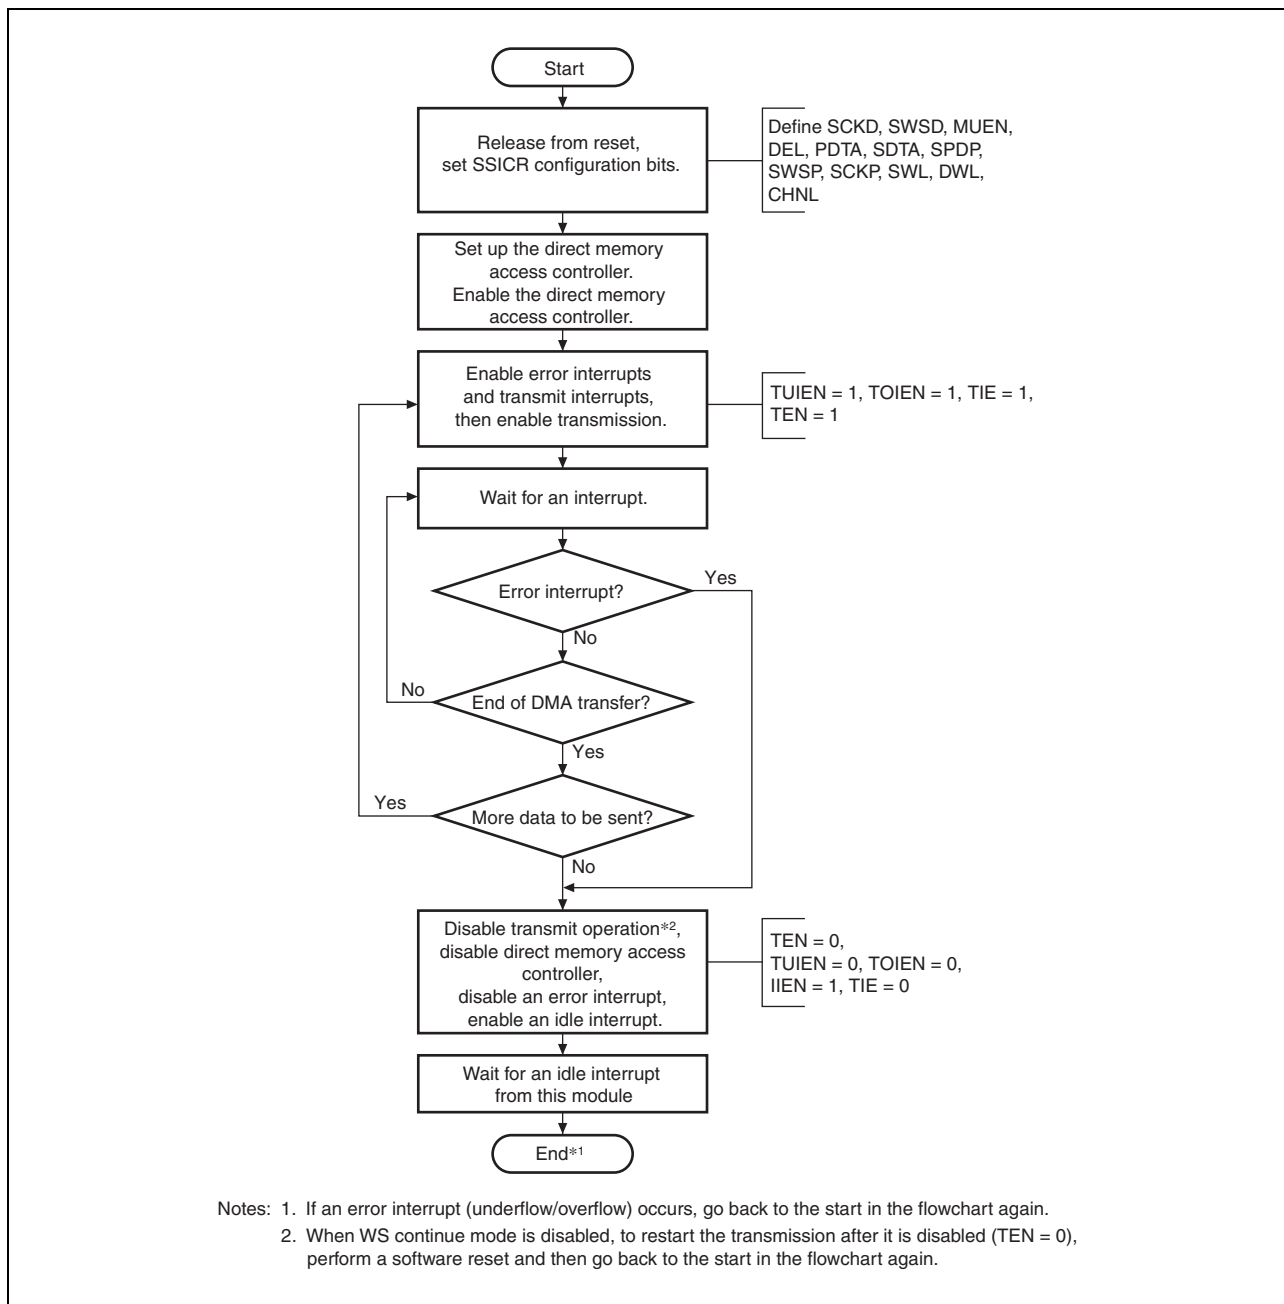 Start
Release from reset,
set SSICR configuration bits.
Define SCKD, SWSD, MUEN,
DEL, PDTA, SDTA, SPDP,
SWSP, SCKP, SWL, DWL,
CHNL
Set up the direct memory
access controller.
Enable the direct memory
access controller.
Enable error interrupts
and transmit interrupts,
then enable transmission.
TUIEN = 1, TOIEN = 1, TIE = 1,
TEN = 1
Wait for an interrupt.
Error interrupt?
Yes
No
End of DMA transfer?
No
Yes
More data to be sent?
Yes
No
Disable transmit operation*2,
disable direct memory access
controller,
disable an error interrupt,
enable an idle interrupt.
TEN = 0,
TUIEN = 0, TOIEN = 0,
IIEN = 1, TIE = 0
Wait for an idle interrupt
from this module
End*1
Notes: 1. If an error interrupt (underflow/overflow) occurs, go back to the start in the flowchart again.
2. When WS continue mode is disabled, to restart the transmission after it is disabled (TEN = 0),
perform a software reset and then go back to the start in the flowchart again.